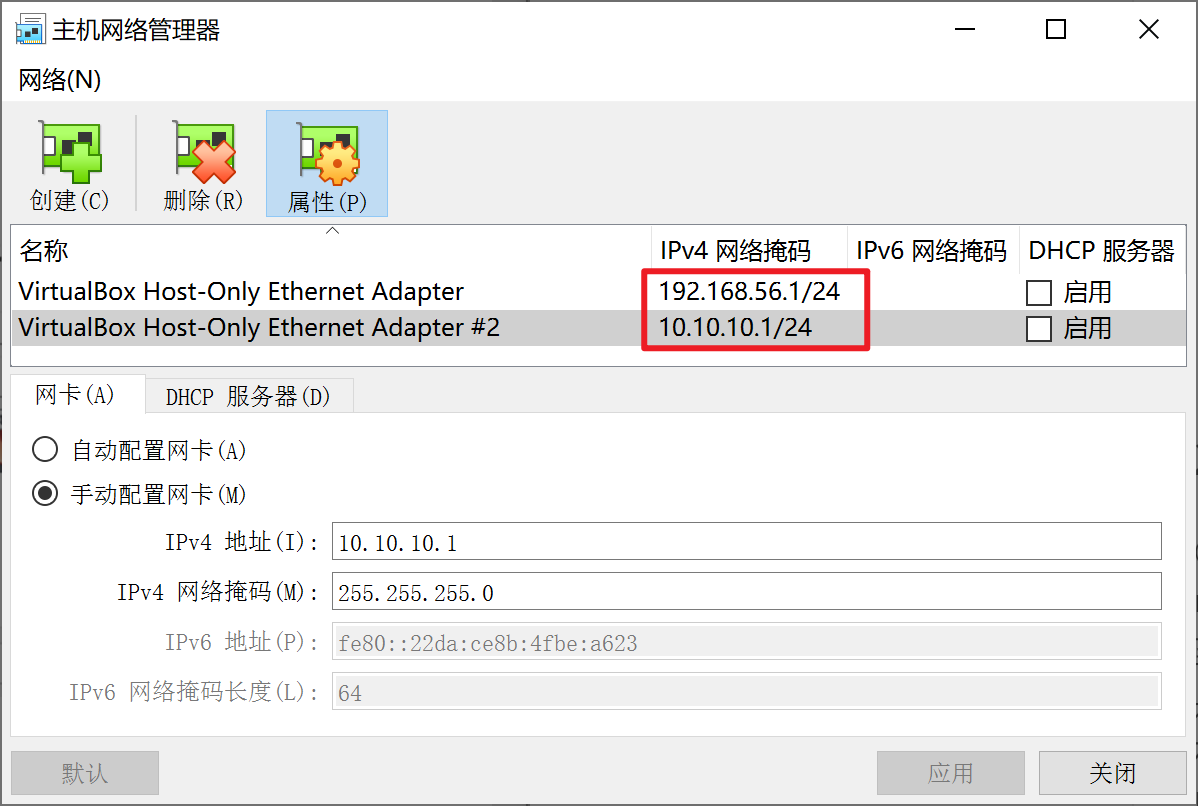 主机网络管理器
网络(N)
创建(C) 删除(R) 属性(P)
名称 IPv4 网络掩码 IPv6 网络掩码 DHCP 服务器
VirtualBox Host-Only Ethernet Adapter 192.168.56.1/24 启用
VirtualBox Host-Only Ethernet Adapter #2 10.10.10.1/24 启用
网卡(A) DHCP 服务器(D)
自动配置网卡(A)
手动配置网卡(M)
IPv4 地址(I): 10.10.10.1
IPv4 网络掩码(M): 255.255.255.0
IPv6 地址(P): fe80::22da:ce8b:4fbe:a623
IPv6 网络掩码长度(L): 64
默认 应用 关闭